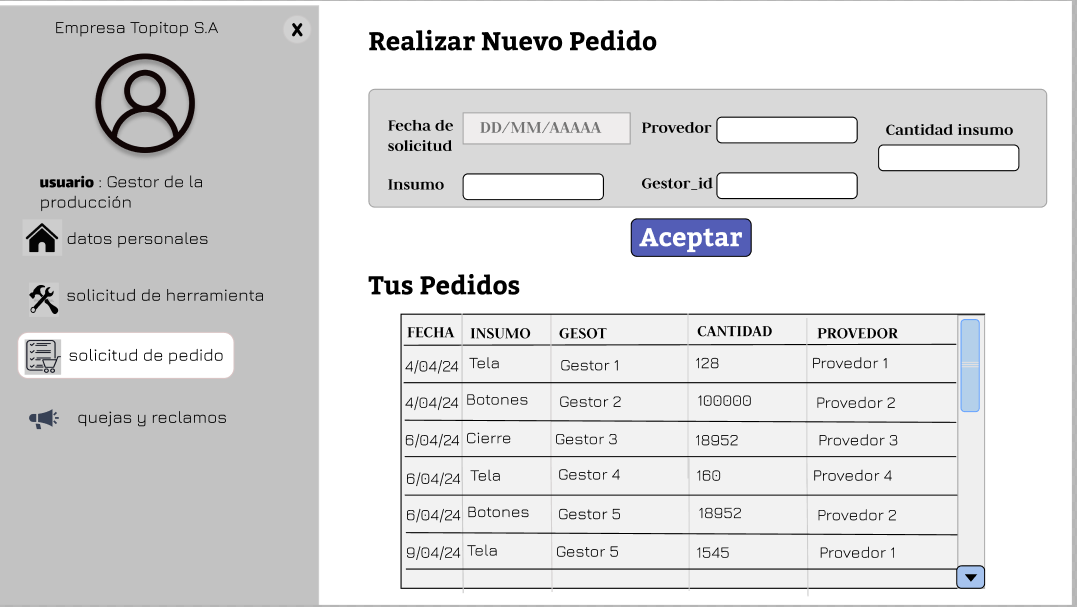 Empresa Topitop S.A
X
usuario : Gestor de la
producción
datos personales
solicitud de herramienta
solicitud de pedido
quejas y reclamos
Realizar Nuevo Pedido
Fecha de
solicitud
DD/MM/AAAAA
Provedor
Cantidad insumo
Insumo
Gestor_id
Aceptar
Tus Pedidos
FECHA INSUMO GESOT CANTIDAD PROVEDOR
4/04/24 Tela Gestor 1 128 Provedor 1
4/04/24 Botones Gestor 2 100000 Provedor 2
6/04/24 Cierre Gestor 3 18952 Provedor 3
6/04/24 Tela Gestor 4 160 Provedor 4
6/04/24 Botones Gestor 5 18952 Provedor 2
9/04/24 Tela Gestor 5 1545 Provedor 1